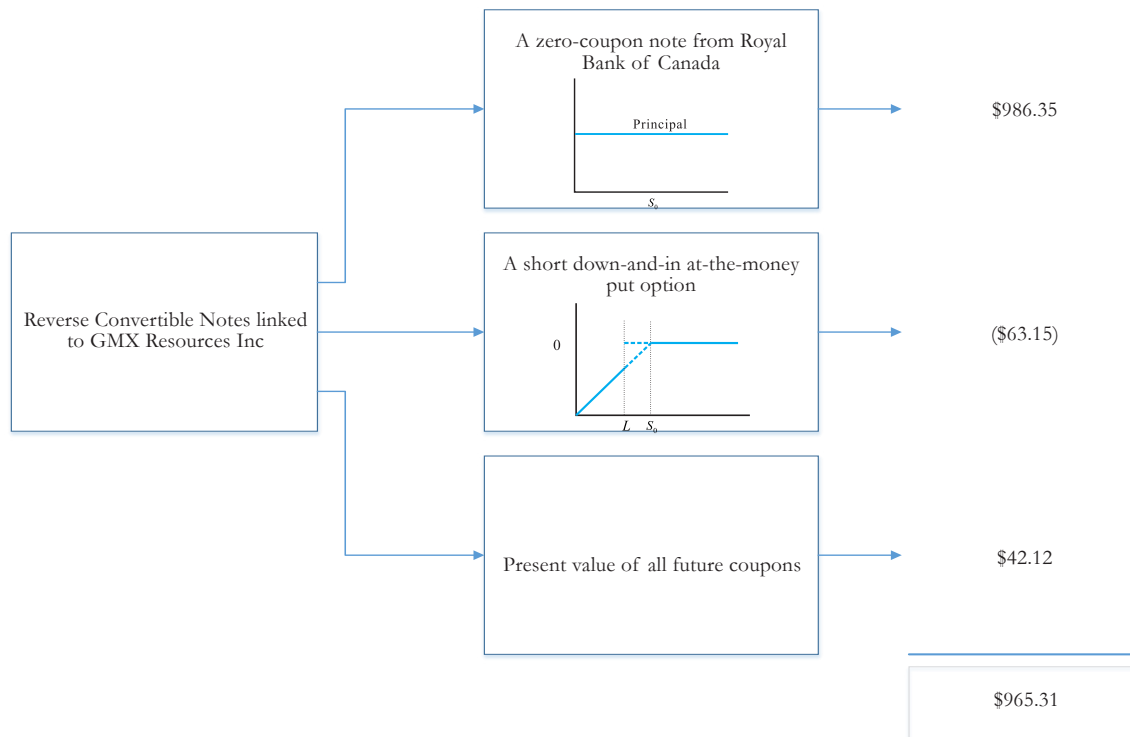 A zero-coupon note from Royal
Bank of Canada
Principal
S₀
$986.35
Reverse Convertible Notes linked
to GMX Resources Inc
A short down-and-in at-the-money
put option
0
L S₀
($63.15)
Present value of all future coupons
$42.12
$965.31